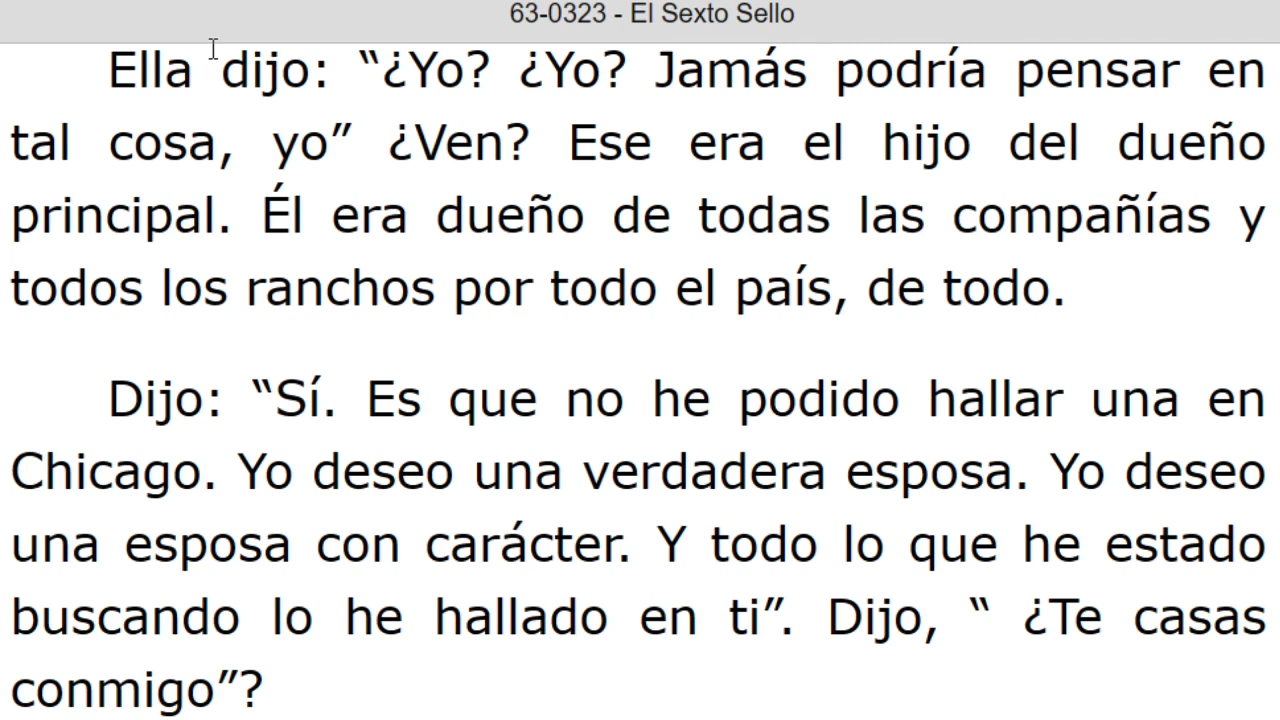 63-0323 - El Sexto Sello
Ella dijo: “¿Yo? ¿Yo? Jamás podría pensar en
tal cosa, yo” ¿Ven? Ese era el hijo del dueño
principal. Él era dueño de todas las compañías y
todos los ranchos por todo el país, de todo.
Dijo: “Sí. Es que no he podido hallar una en
Chicago. Yo deseo una verdadera esposa. Yo deseo
una esposa con carácter. Y todo lo que he estado
buscando lo he hallado en ti”. Dijo, “ ¿Te casas
conmigo”?